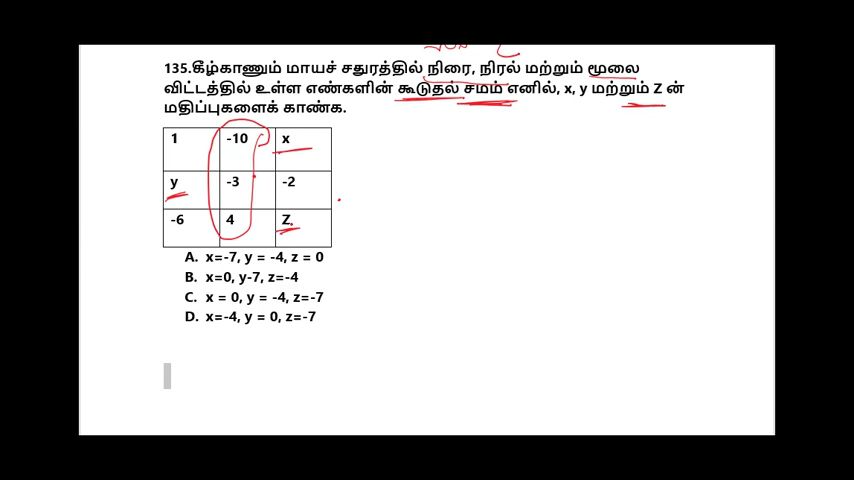 135.கீழ்காணும் மாயச் சதுரத்தில் நிரை, நிரல் மற்றும் மூலை
விட்டத்தில் உள்ள எண்களின் கூடுதல் சமம் எனில், x, y மற்றும் Z ன்
மதிப்புகளைக் காண்க.
1 -10 x
y -3 -2
-6 4 Z
A. x=-7, y = -4, z = 0
B. x=0, y-7, z=-4
C. x = 0, y = -4, z=-7
D. x=-4, y = 0, z=-7